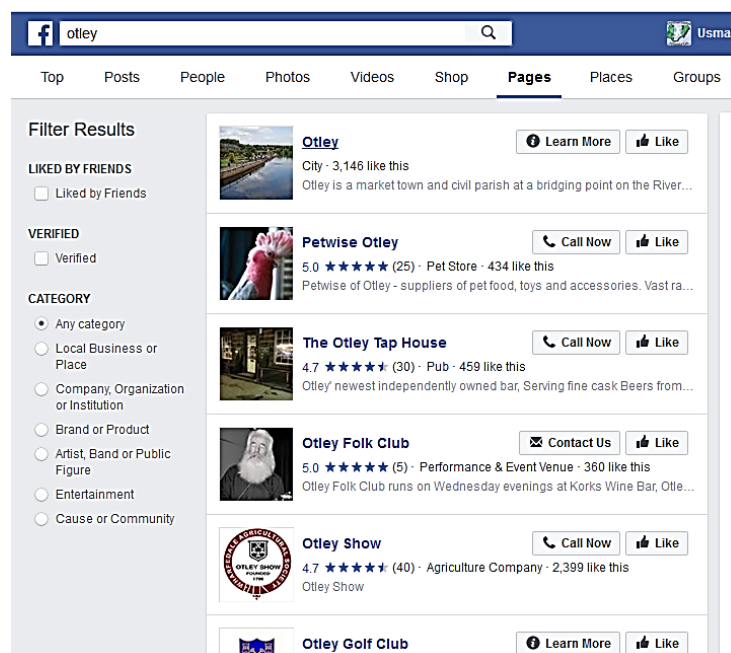 otley
Usma
Top Posts People Photos Videos Shop Pages Places Groups
Filter Results
LIKED BY FRIENDS
Liked by Friends
VERIFIED
Verified
CATEGORY
Any category
Local Business or
Place
Company, Organization
or Institution
Brand or Product
Artist, Band or Public
Figure
Entertainment
Cause or Community
Otley
Learn More Like
City · 3,146 like this
Otley is a market town and civil parish at a bridging point on the River...
Petwise Otley
Call Now Like
5.0 ★★★★★ (25) · Pet Store · 434 like this
Petwise of Otley - suppliers of pet food, toys and accessories. Vast ra...
The Otley Tap House
Call Now Like
4.7 (30) · Pub · 459 like this
Otley' newest independently owned bar, Serving fine cask Beers from...
Otley Folk Club
Contact Us Like
5.0 ★★★★★ (5) · Performance & Event Venue · 360 like this
Otley Folk Club runs on Wednesday evenings at Korks Wine Bar, Otle...
WHARFEDALE AGRICULTURAL SOCIETY
OTLEY SHOW
FOUNDED
1796
Otley Show
Call Now Like
4.7 (40) · Agriculture Company · 2,399 like this
Otley Show
Otley Golf Club
Learn More Like